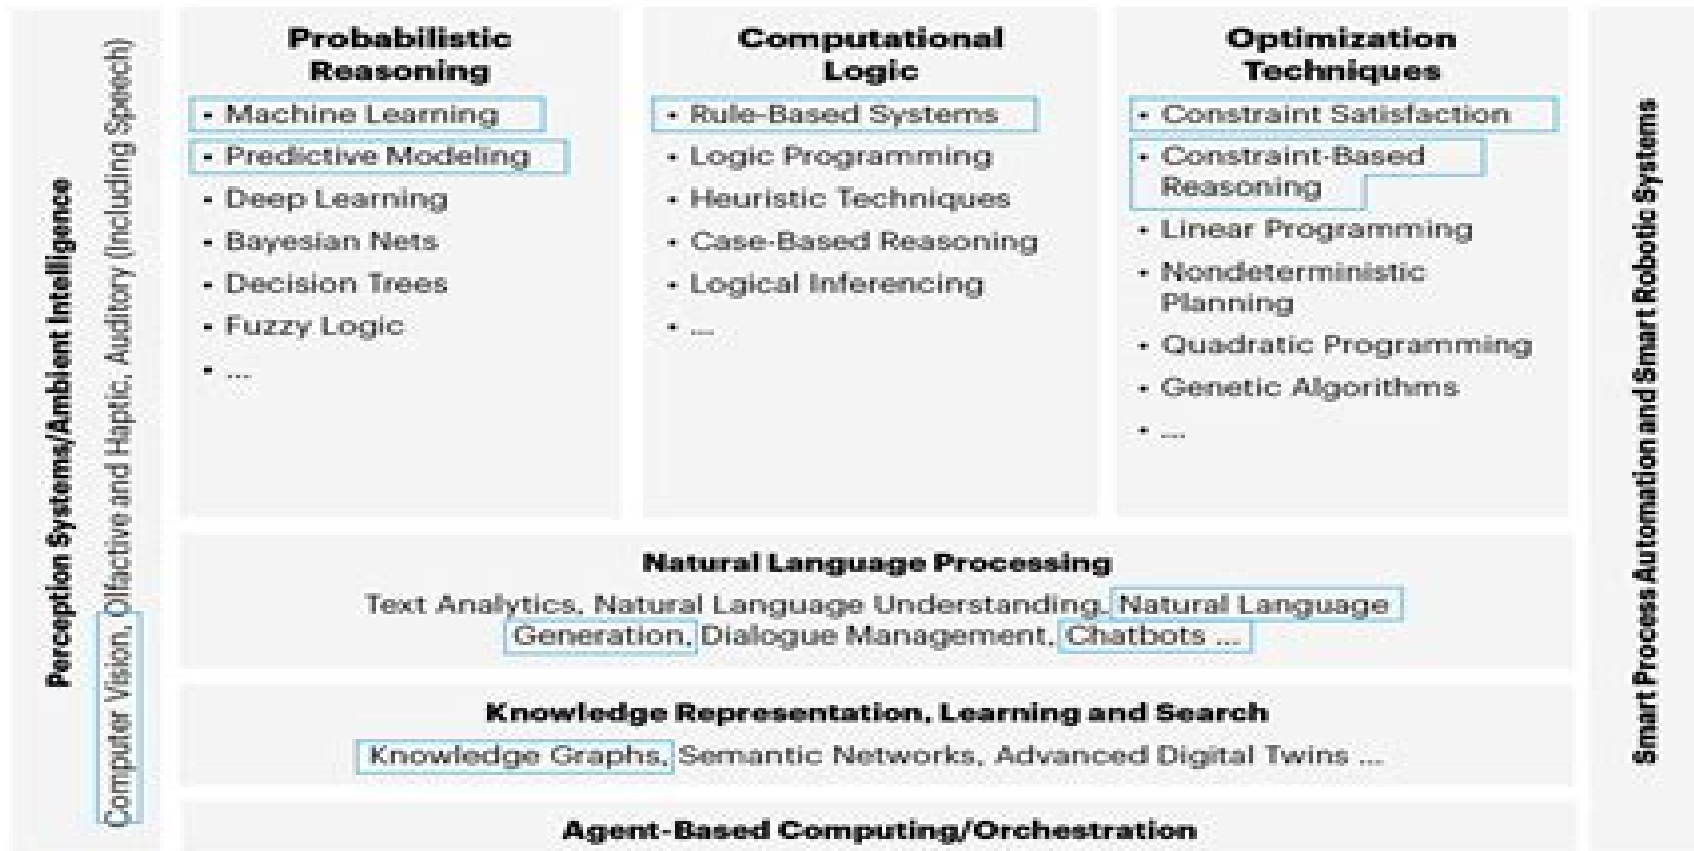 Perception Systems/Ambient Intelligence
Computer Vision, Olfactive and Haptic, Auditory (Including Speech)
Probabilistic
Reasoning
• Machine Learning
• Predictive Modeling
• Deep Learning
• Bayesian Nets
• Decision Trees
• Fuzzy Logic
• ...
Computational
Logic
• Rule-Based Systems
• Logic Programming
• Heuristic Techniques
• Case-Based Reasoning
• Logical Inferencing
• ...
Optimization
Techniques
• Constraint Satisfaction
• Constraint-Based
Reasoning
• Linear Programming
• Nondeterministic
Planning
• Quadratic Programming
• Genetic Algorithms
• ...
Natural Language Processing
Text Analytics, Natural Language Understanding, Natural Language
Generation, Dialogue Management, Chatbots ...
Knowledge Representation, Learning and Search
Knowledge Graphs, Semantic Networks, Advanced Digital Twins ...
Agent-Based Computing/Orchestration
Smart Process Automation and Smart Robotic Systems